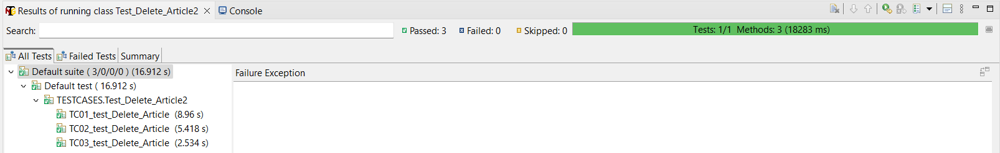 Results of running class Test_Delete_Article2 Console
Search: Passed: 3 Failed: 0 Skipped: 0 Tests: 1/1 Methods: 3 (18283 ms)
All Tests Failed Tests Summary
Default suite ( 3/0/0/0 ) (16.912 s)
Failure Exception
Default test ( 16.912 s)
TESTCASES.Test_Delete_Article2
TC01_test_Delete_Article (8.96 s)
TC02_test_Delete_Article (5.418 s)
TC03_test_Delete_Article (2.534 s)